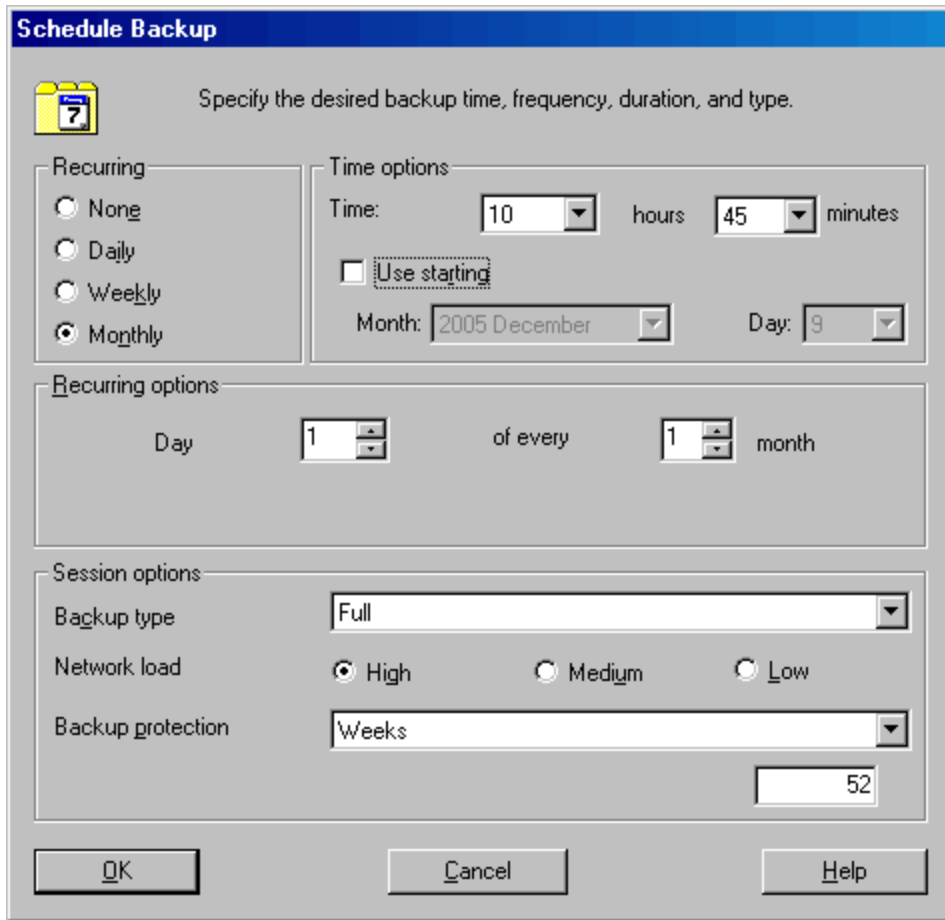 Schedule Backup
7
Specify the desired backup time, frequency, duration, and type.
Recurring
None
Daily
Weekly
Monthly
Time options
Time: 10 hours 45 minutes
Use starting
Month: 2005 December Day: 9
Recurring options
Day 1 of every 1 month
Session options
Backup type Full
Network load High Medium Low
Backup protection Weeks
52
OK Cancel Help